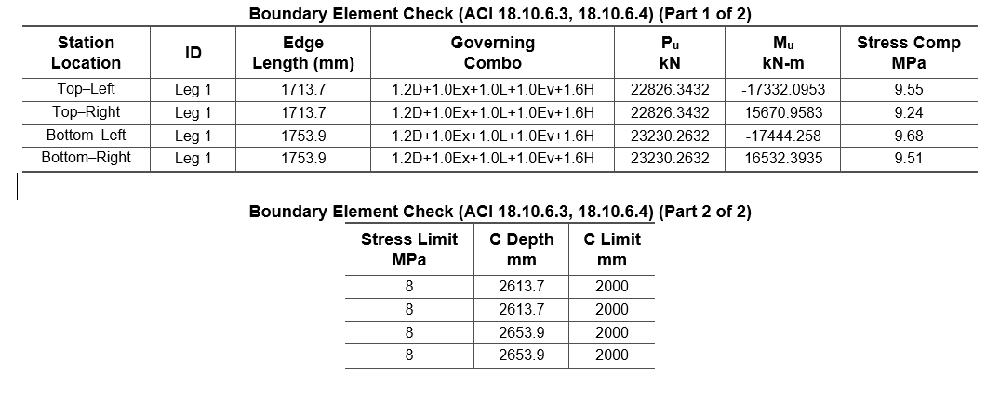 Boundary Element Check (ACI 18.10.6.3, 18.10.6.4) (Part 1 of 2)
Station Location ID Edge Length (mm) Governing Combo Pu kN Mu kN-m Stress Comp MPa
Top–Left Leg 1 1713.7 1.2D+1.0Ex+1.0L+1.0Ev+1.6H 22826.3432 -17332.0953 9.55
Top–Right Leg 1 1713.7 1.2D+1.0Ex+1.0L+1.0Ev+1.6H 22826.3432 15670.9583 9.24
Bottom–Left Leg 1 1753.9 1.2D+1.0Ex+1.0L+1.0Ev+1.6H 23230.2632 -17444.258 9.68
Bottom–Right Leg 1 1753.9 1.2D+1.0Ex+1.0L+1.0Ev+1.6H 23230.2632 16532.3935 9.51
Boundary Element Check (ACI 18.10.6.3, 18.10.6.4) (Part 2 of 2)
Stress Limit MPa C Depth mm C Limit mm
8 2613.7 2000
8 2613.7 2000
8 2653.9 2000
8 2653.9 2000